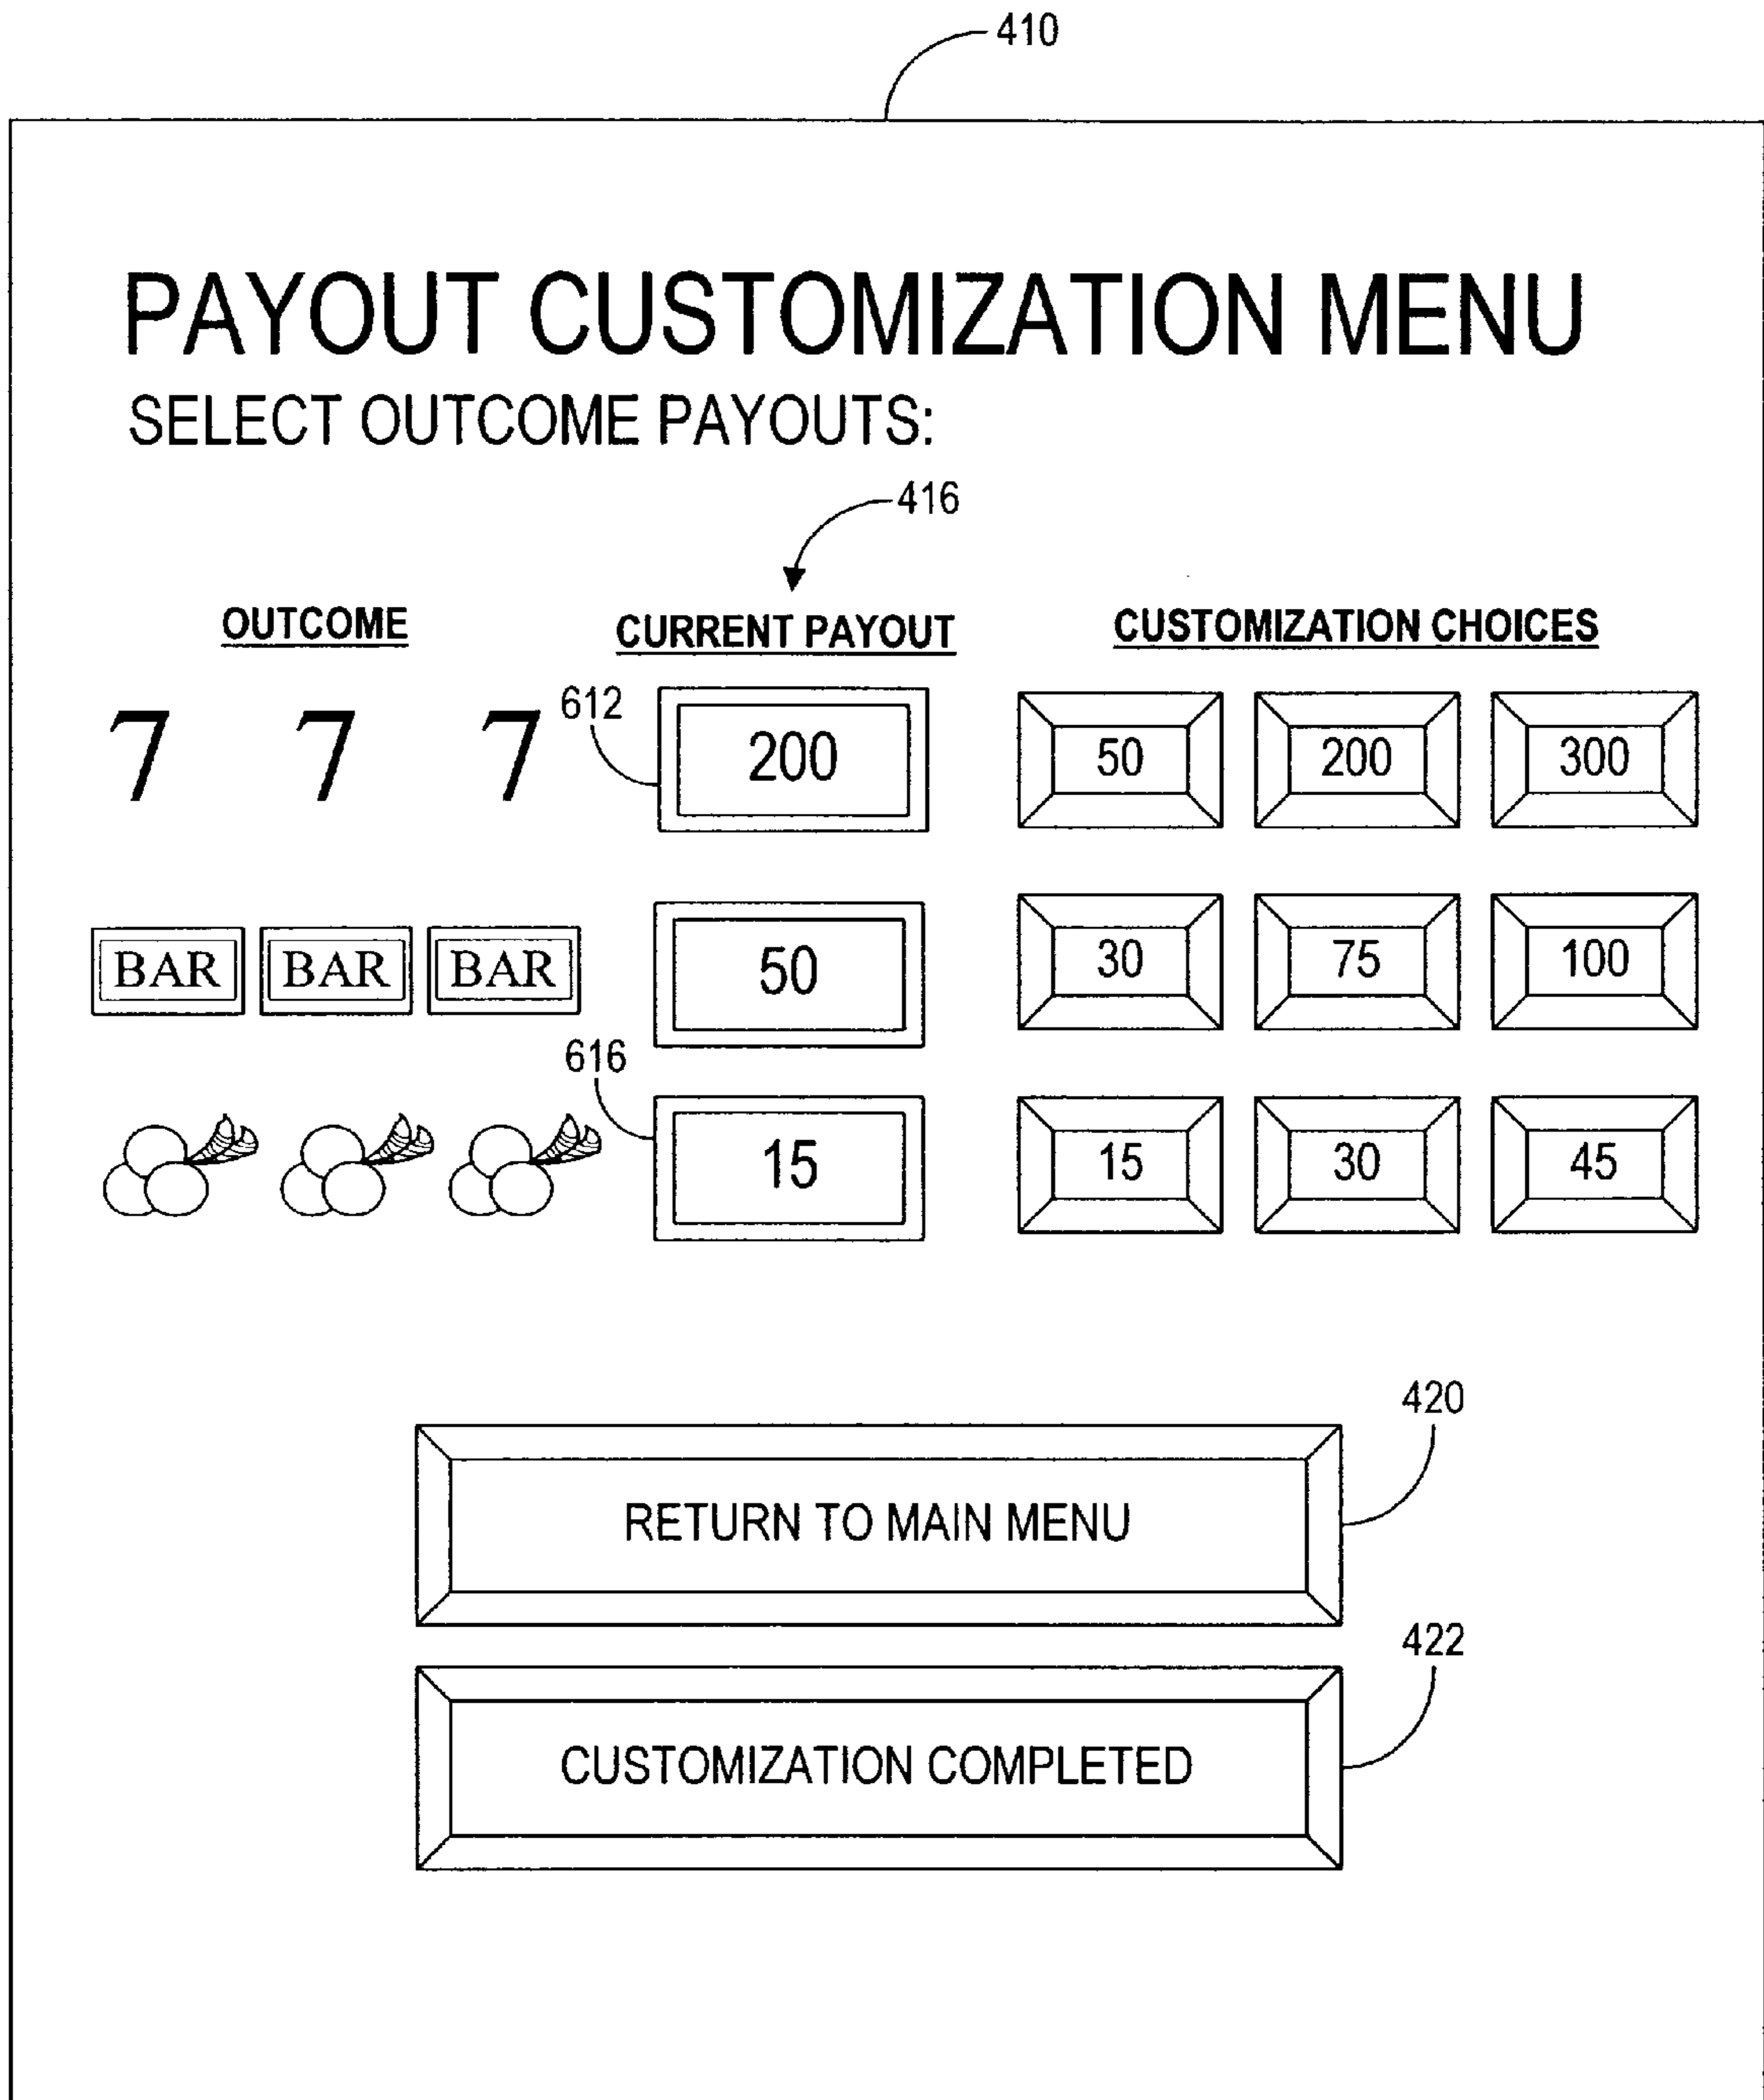 410
PAYOUT CUSTOMIZATION MENU
SELECT OUTCOME PAYOUTS:
416
OUTCOME CURRENT PAYOUT CUSTOMIZATION CHOICES
7 7 7 612 200 50 200 300
BAR BAR BAR 50 30 75 100
616 15 15 30 45
420
RETURN TO MAIN MENU
422
CUSTOMIZATION COMPLETED